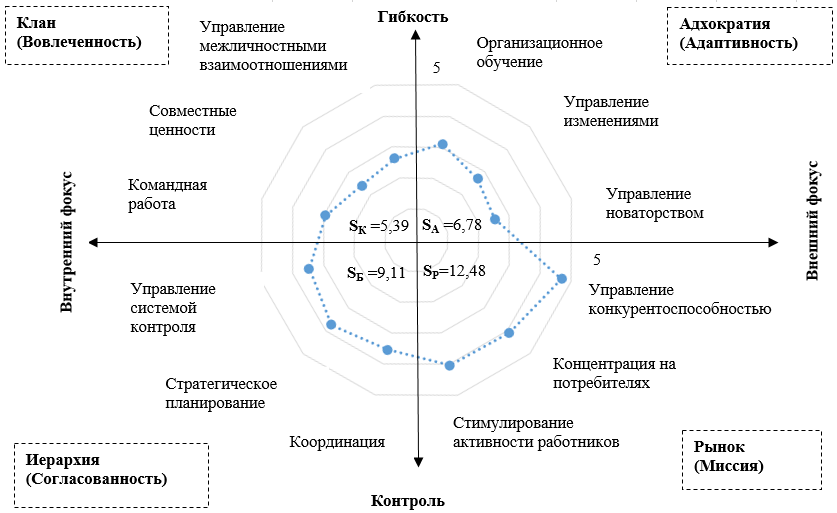 Клан
(Вовлеченность)
Гибкость
Адхократия
(Адаптивность)
Управление
межличностными
взаимоотношениями
Организационное
обучение
5
Совместные
ценности
Управление
изменениями
Командная
работа
Управление
новаторством
Внутренний фокус
Внешний фокус
SК =5,39
SА =6,78
SБ =9,11
SР=12,48
5
Управление
системой
контроля
Управление
конкурентоспособностью
Стратегическое
планирование
Концентрация на
потребителях
Координация
Стимулирование
активности работников
Иерархия
(Согласованность)
Рынок
(Миссия)
Контроль